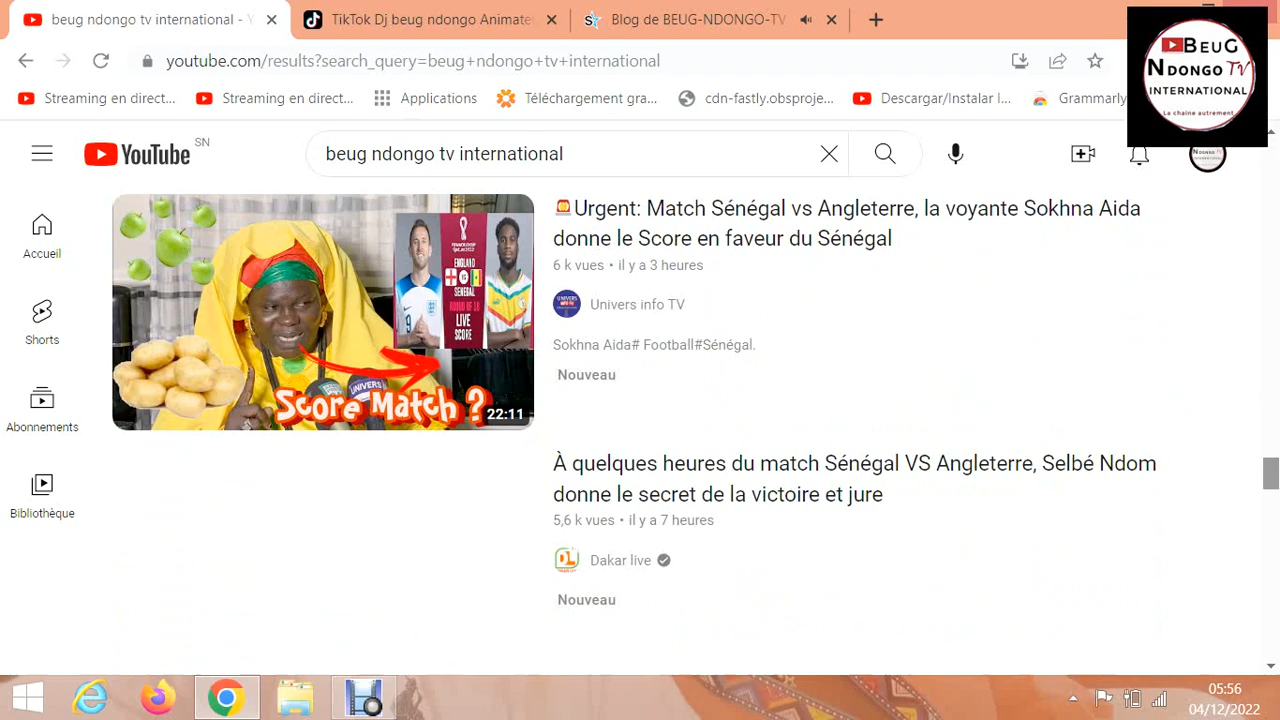 beug ndongo tv international - Y
TikTok Dj beug ndongo Animate
Blog de BEUG-NDONGO-TV
youtube.com/results?search_query=beug+ndongo+tv+international
Streaming en direct...
Streaming en direct...
Applications
Téléchargement gra...
cdn-fastly.obsproje...
Descargar/Instalar l...
Grammarly
BEUG
NDONGO TV
INTERNATIONAL
La chaine autrement
YouTube SN
beug ndongo tv international
Accueil
Shorts
Abonnements
Bibliothèque
ENGLAND
SENEGAL
LIVE
SCORE
UNIVERS
Score Match ?
22:11
Urgent: Match Sénégal vs Angleterre, la voyante Sokhna Aida
donne le Score en faveur du Sénégal
6 k vues • il y a 3 heures
Univers info TV
Sokhna Aida# Football#Sénégal.
Nouveau
À quelques heures du match Sénégal VS Angleterre, Selbé Ndom
donne le secret de la victoire et jure
5,6 k vues • il y a 7 heures
DL
Dakar live
Nouveau
05:56
04/12/2022